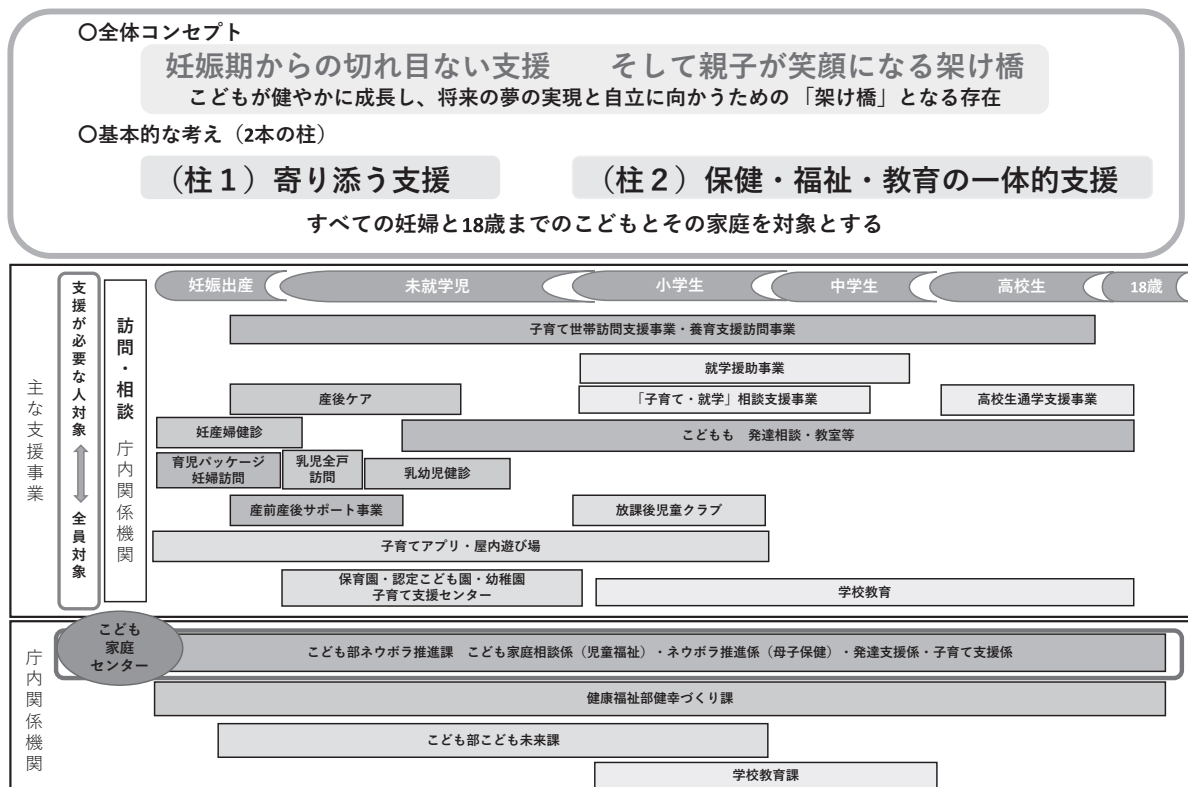 〇全体コンセプト
妊娠期からの切れ目ない支援　そして親子が笑顔になる架け橋
こどもが健やかに成長し、将来の夢の実現と自立に向かうための「架け橋」となる存在
〇基本的な考え（2本の柱）
（柱１）寄り添う支援
（柱２）保健・福祉・教育の一体的支援
すべての妊婦と18歳までのこどもとその家庭を対象とする
主な支援事業
支援が必要な人対象
全員対象
訪問・相談
庁内関係機関
妊娠出産
未就学児
小学生
中学生
高校生
18歳
子育て世帯訪問支援事業・養育支援訪問事業
就学援助事業
産後ケア
「子育て・就学」相談支援事業
高校生通学支援事業
妊産婦健診
こどもも　発達相談・教室等
育児パッケージ
妊婦訪問
乳児全戸
訪問
乳幼児健診
産前産後サポート事業
放課後児童クラブ
子育てアプリ・屋内遊び場
保育園・認定こども園・幼稚園
子育て支援センター
学校教育
庁内関係機関
こども
家庭
センター
こども部ネウボラ推進課　こども家庭相談係（児童福祉）・ネウボラ推進係（母子保健）・発達支援係・子育て支援係
健康福祉部健幸づくり課
こども部こども未来課
学校教育課